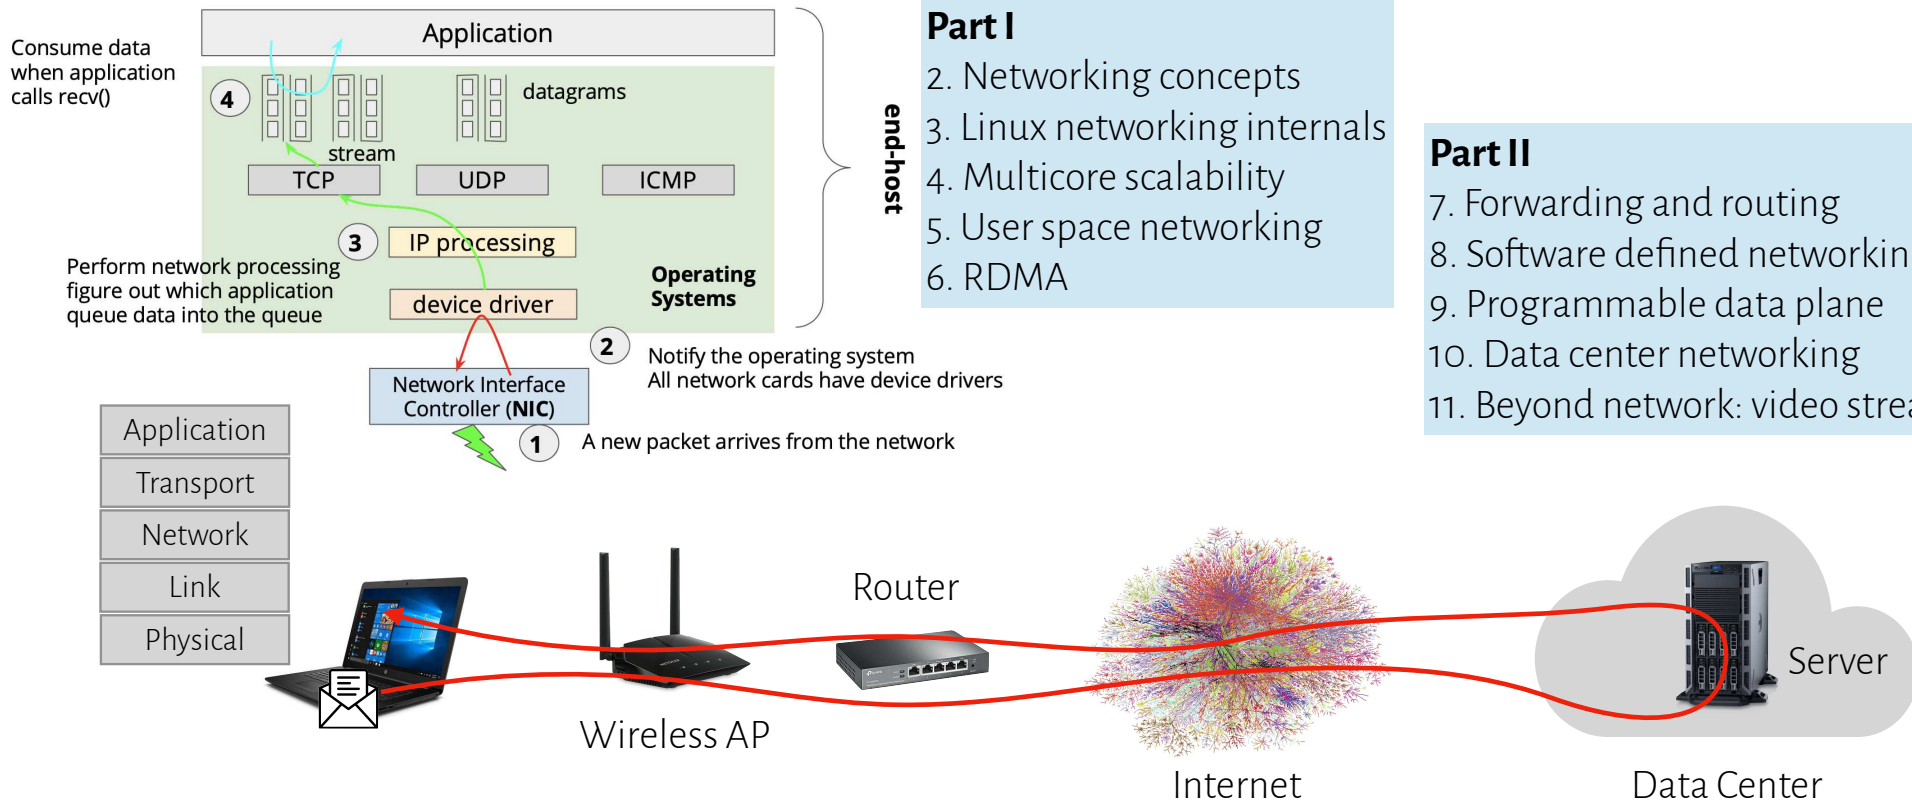 Application
Consume data
when application
calls recv()
4
datagrams
stream
TCP
UDP
ICMP
3
IP processing
Perform network processing
figure out which application
queue data into the queue
Operating
Systems
device driver
end-host
2
Notify the operating system
All network cards have device drivers
Network Interface
Controller (NIC)
1
A new packet arrives from the network
Part I
2. Networking concepts
3. Linux networking internals
4. Multicore scalability
5. User space networking
6. RDMA
Part II
7. Forwarding and routing
8. Software defined networkin
9. Programmable data plane
10. Data center networking
11. Beyond network: video strea
Application
Transport
Network
Link
Physical
Wireless AP
Router
Internet
Server
Data Center